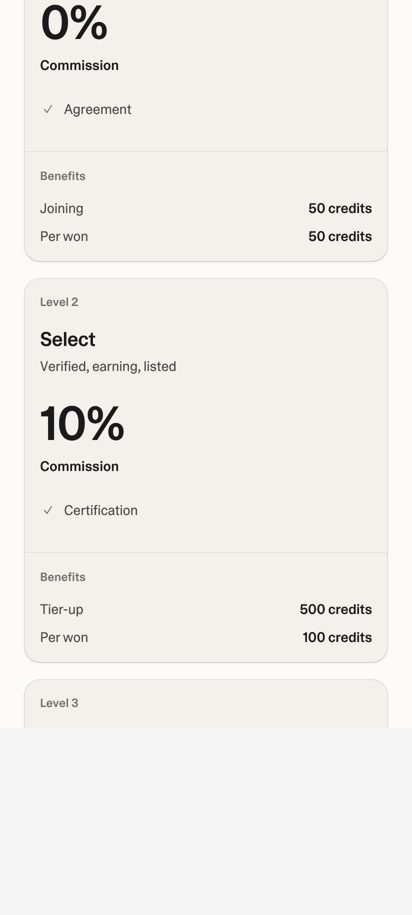 0%
Commission
✓ Agreement
Benefits
Joining 50 credits
Per won 50 credits
Level 2
Select
Verified, earning, listed
10%
Commission
✓ Certification
Benefits
Tier-up 500 credits
Per won 100 credits
Level 3